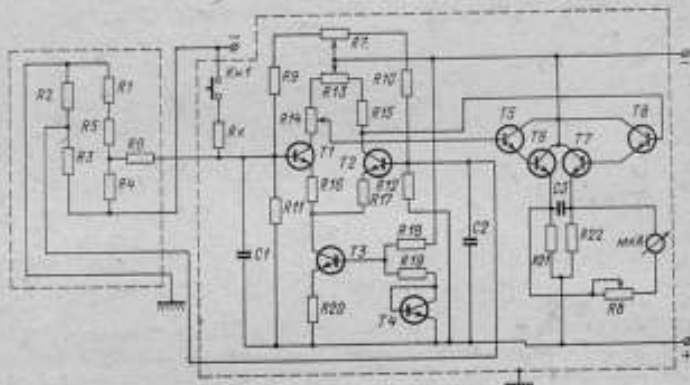 R2
R1
R5
R3
R0
R4
Кн1
Rк
R9
R7
R10
R13
R14
R15
T1
T2
R16
R12
R17
R11
C1
R18
T3
R19
C2
R20
T4
T5
T6
T7
T8
C3
R21
R22
мкА
R8
−
−
+